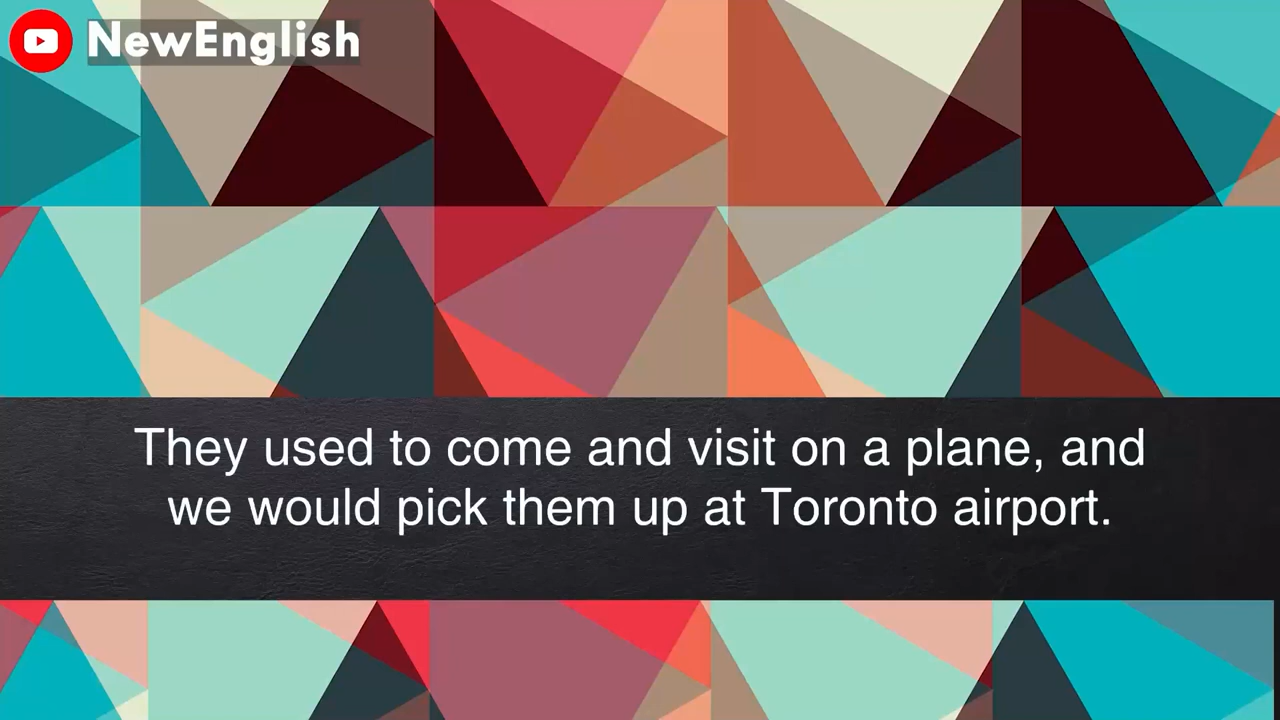 NewEnglish
They used to come and visit on a plane, and
we would pick them up at Toronto airport.